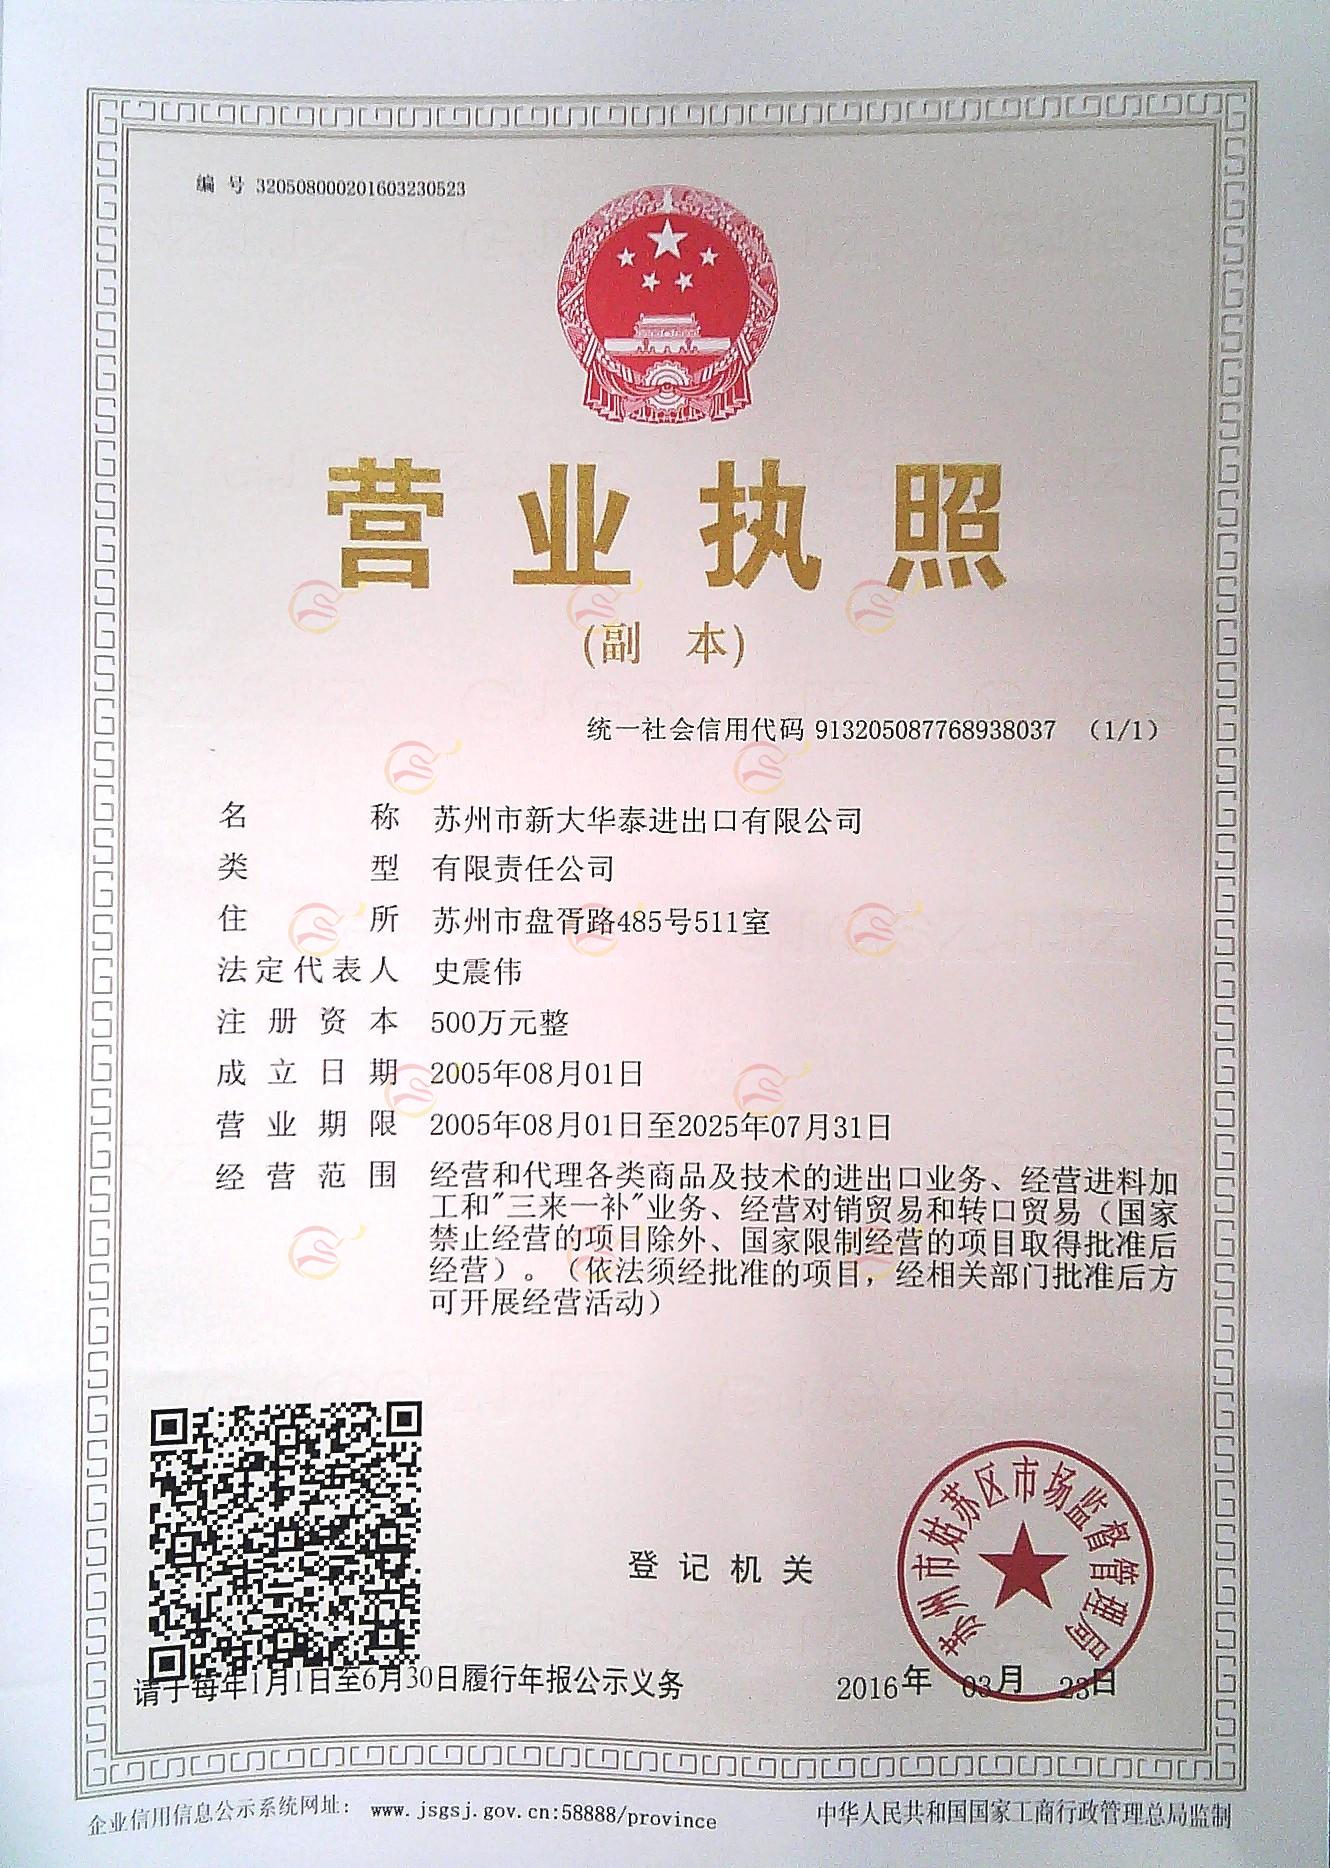 编 号 320508000201603230523
营业执照
(副 本)
统一社会信用代码 913205087768938037 (1/1)
名 称 苏州市新大华泰进出口有限公司
类 型 有限责任公司
住 所 苏州市盘胥路485号511室
法定代表人 史震伟
注册资本 500万元整
成立日期 2005年08月01日
营业期限 2005年08月01日至2025年07月31日
经营范围 经营和代理各类商品及技术的进出口业务、经营进料加
工和"三来一补"业务、经营对销贸易和转口贸易（国家
禁止经营的项目除外、国家限制经营的项目取得批准后
经营）。（依法须经批准的项目，经相关部门批准后方
可开展经营活动）
登记机关
苏州市姑苏区市场监督管理局
请于每年1月1日至6月30日履行年报公示义务
2016年 03月 23日
企业信用信息公示系统网址： www.jsgsj.gov.cn:58888/province
中华人民共和国国家工商行政管理总局监制